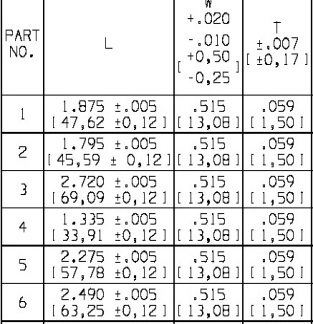 PART NO. | L | W +.020 -.010 [ +0,50 -0,25 ] | T ±.007 [ ±0,17 ]
1 | 1.875 ±.005 [ 47,62 ±0,12 ] | .515 [ 13,08 ] | .059 [ 1,50 ]
2 | 1.795 ±.005 [ 45,59 ± 0,12 ] | .515 [ 13,08 ] | .059 [ 1,50 ]
3 | 2.720 ±.005 [ 69,09 ±0,12 ] | .515 [ 13,08 ] | .059 [ 1,50 ]
4 | 1.335 ±.005 [ 33,91 ±0,12 ] | .515 [ 13,08 ] | .059 [ 1,50 ]
5 | 2.275 ±.005 [ 57,78 ±0,12 ] | .515 [ 13,08 ] | .059 [ 1,50 ]
6 | 2.490 ±.005 [ 63,25 ±0,12 ] | .515 [ 13,08 ] | .059 [ 1,50 ]